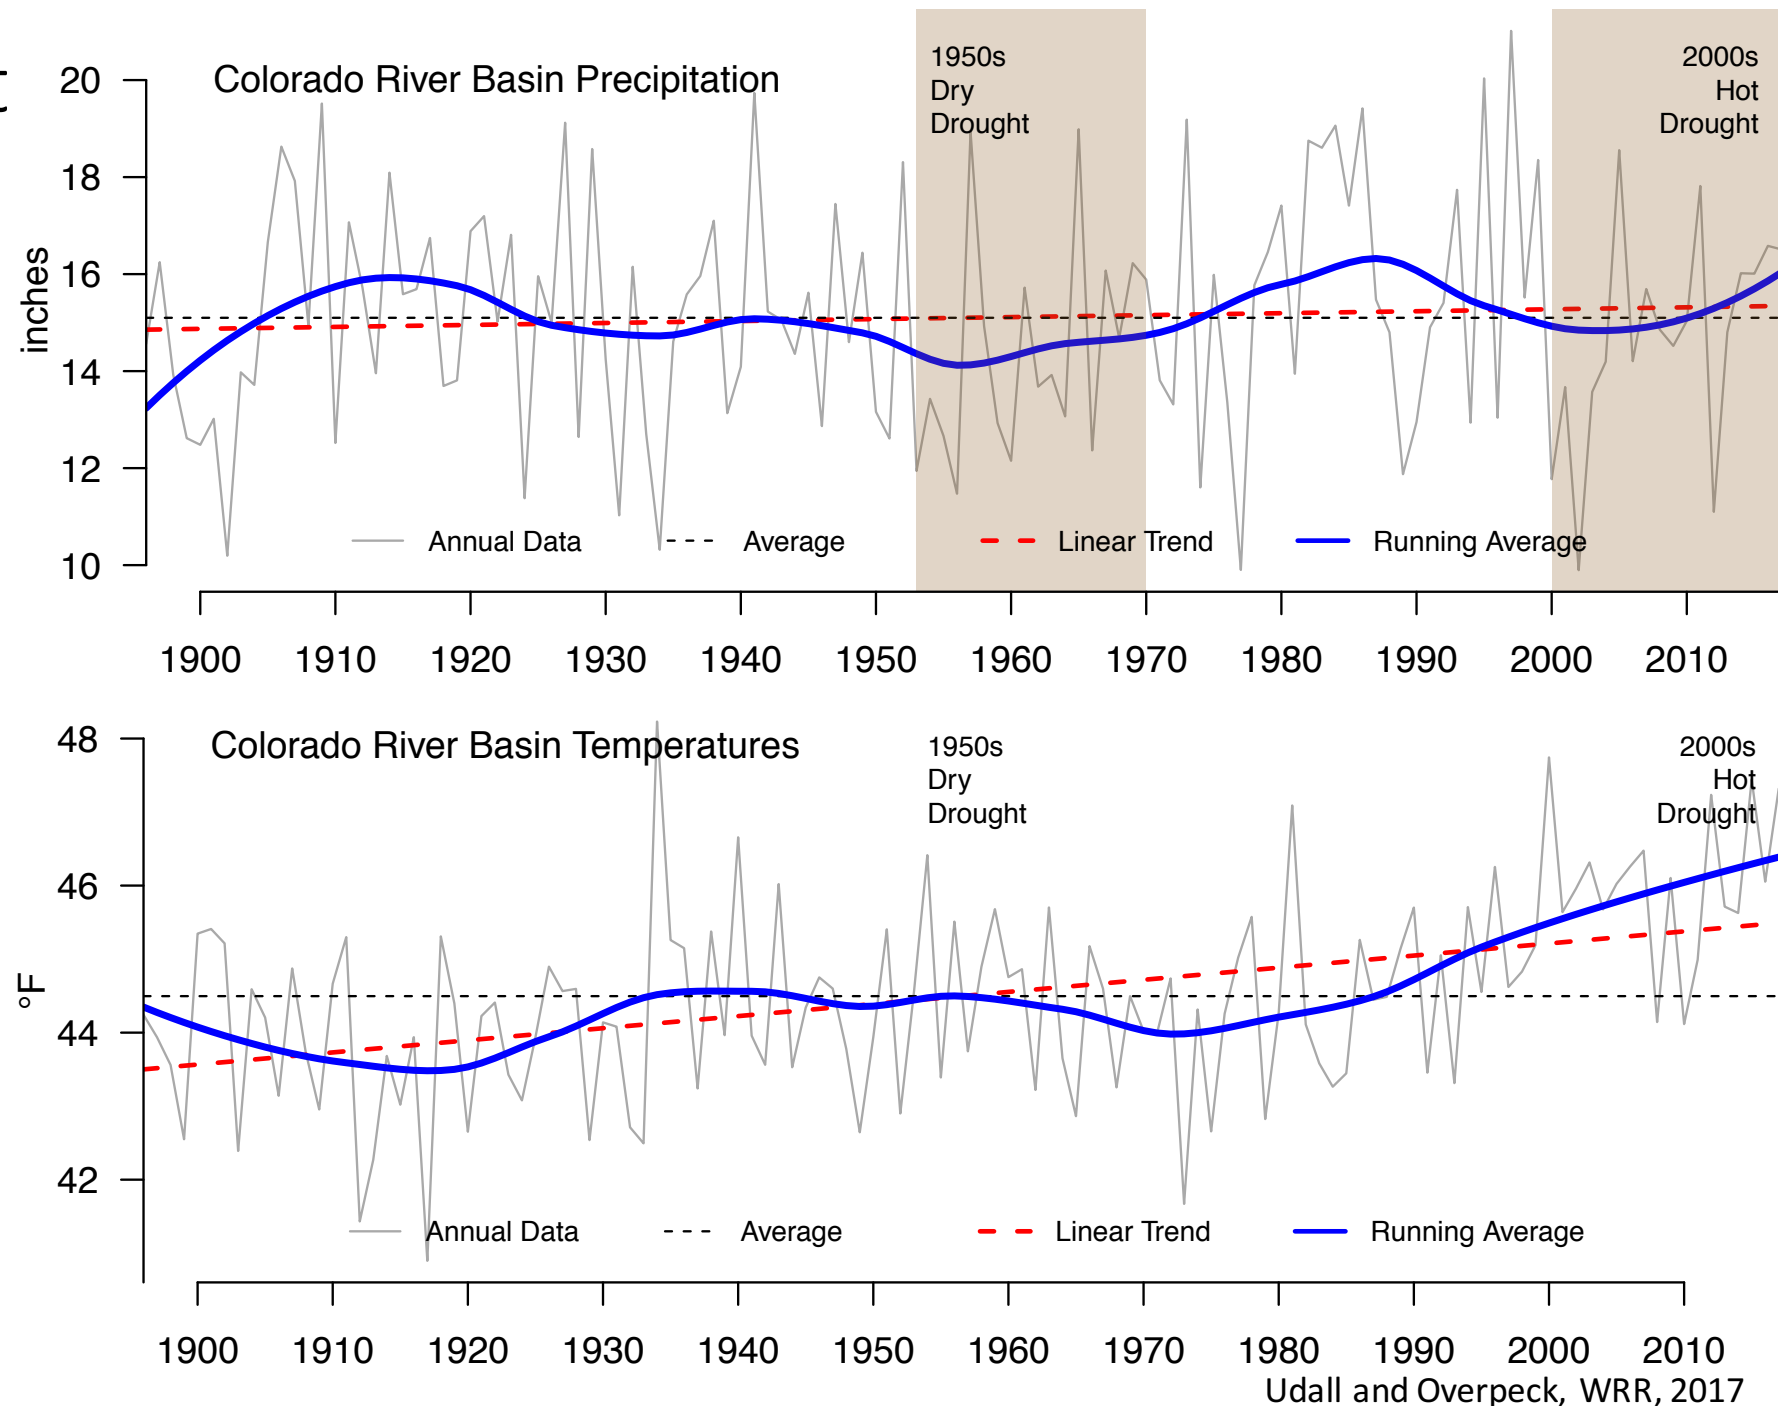 Colorado River Basin Precipitation
1950s
Dry
Drought
2000s
Hot
Drought
inches
20
18
16
14
12
10
Annual Data
Average
Linear Trend
Running Average
1900 1910 1920 1930 1940 1950 1960 1970 1980 1990 2000 2010
Colorado River Basin Temperatures
1950s
Dry
Drought
2000s
Hot
Drought
°F
48
46
44
42
Annual Data
Average
Linear Trend
Running Average
1900 1910 1920 1930 1940 1950 1960 1970 1980 1990 2000 2010
Udall and Overpeck, WRR, 2017